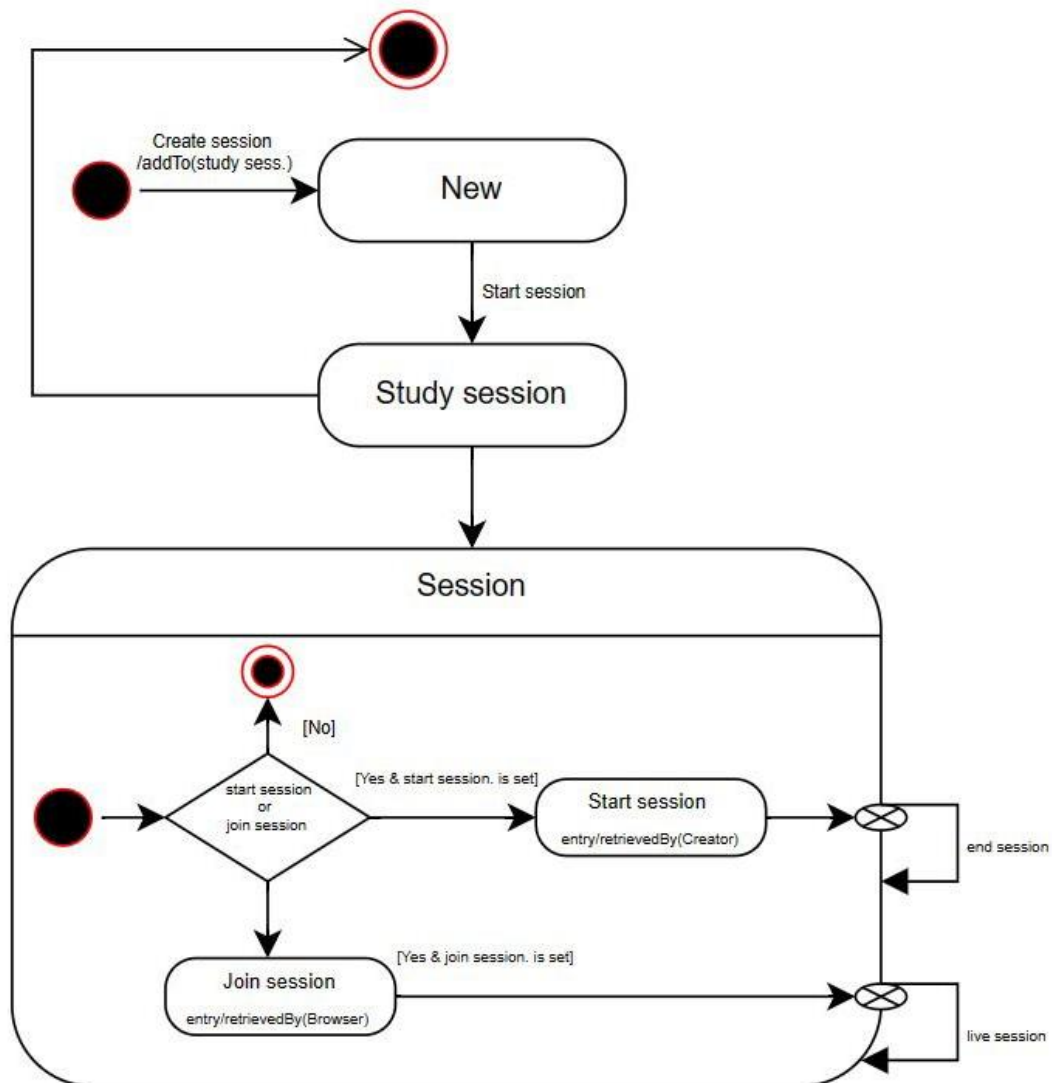 Create session
/addTo(study sess.)
New
Start session
Study session
Session
[No]
start session
or
join session
[Yes & start session. is set]
Start session
entry/retrievedBy(Creator)
end session
Join session
entry/retrievedBy(Browser)
[Yes & join session. is set]
live session